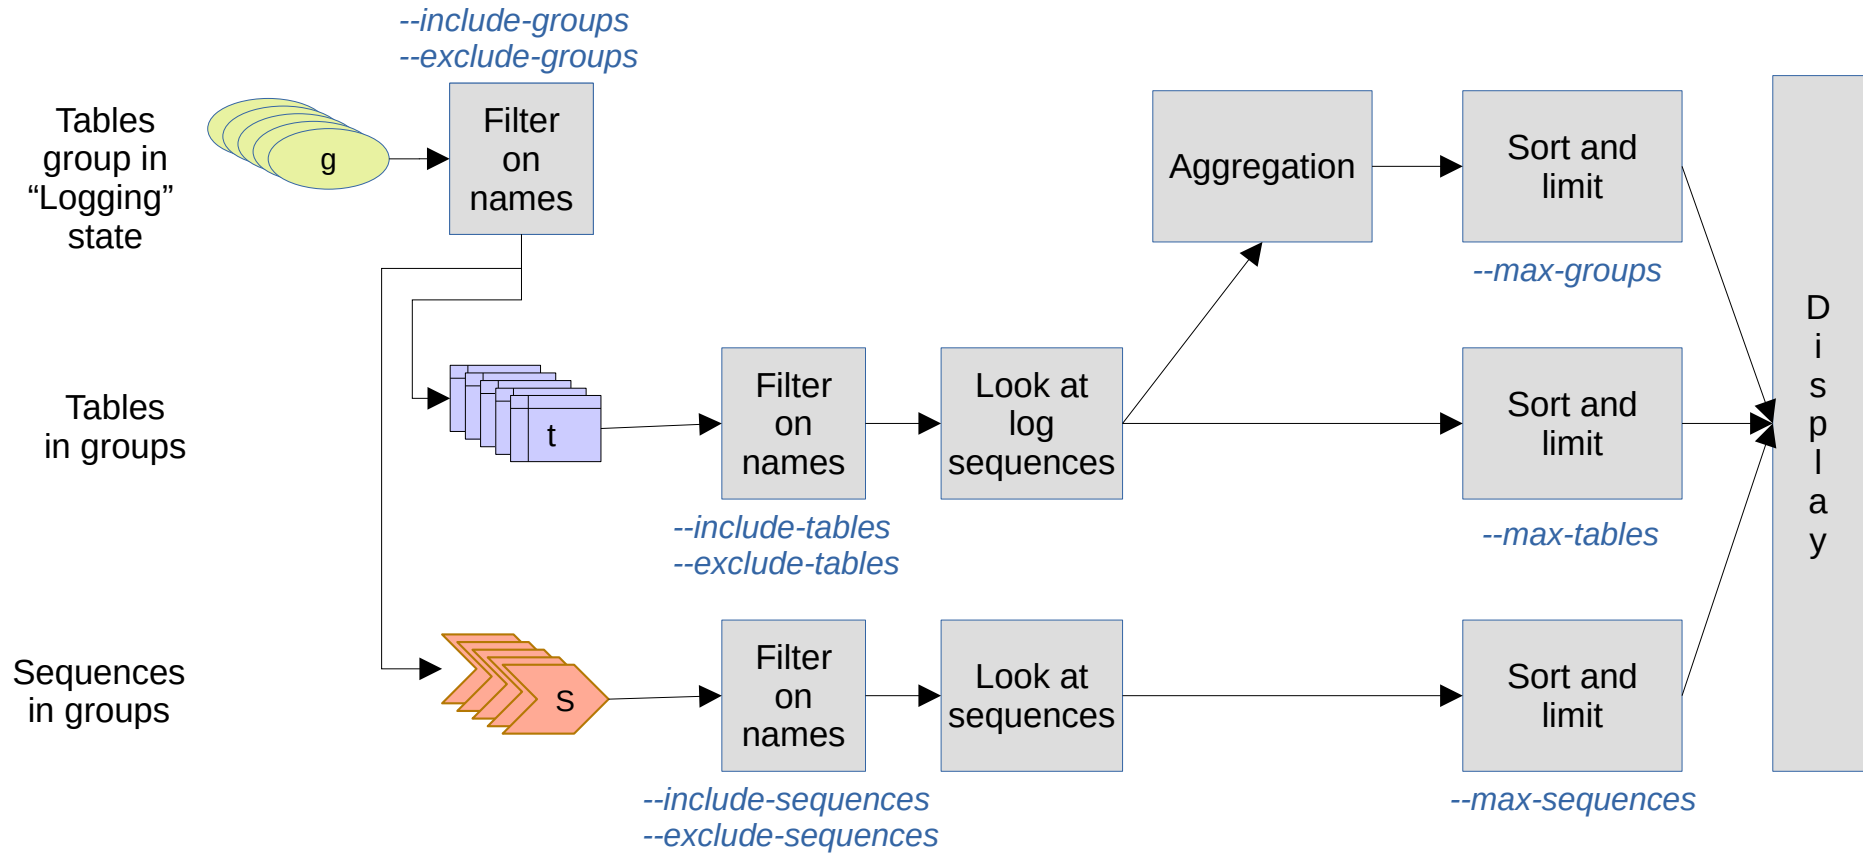 --include-groups
--exclude-groups
Tables
group in
“Logging”
state
g
Filter
on
names
Aggregation
Sort and
limit
--max-groups
Tables
in groups
t
Filter
on
names
--include-tables
--exclude-tables
Look at
log
sequences
Sort and
limit
--max-tables
Sequences
in groups
S
Filter
on
names
--include-sequences
--exclude-sequences
Look at
sequences
Sort and
limit
--max-sequences
D
i
s
p
l
a
y